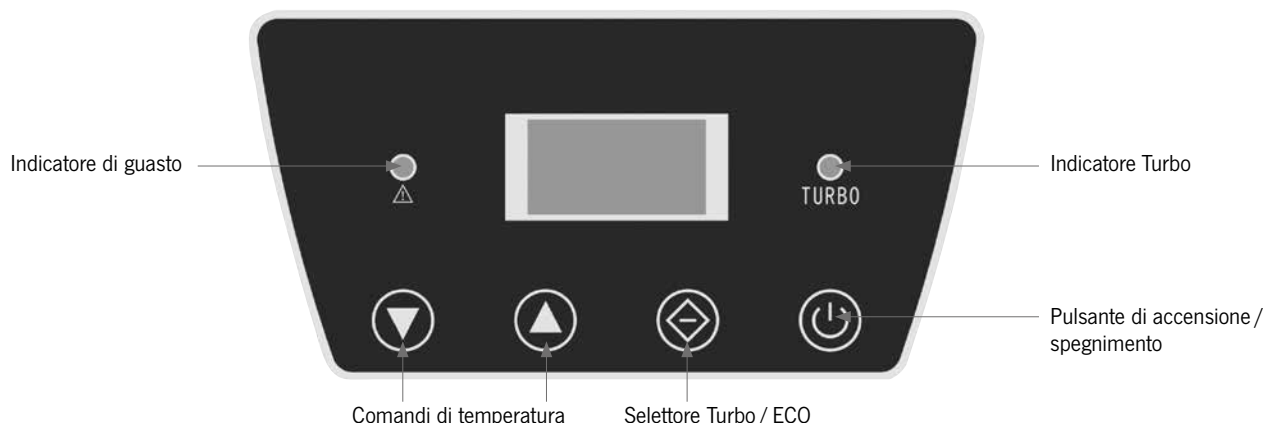 Indicatore di guasto
Indicatore Turbo
TURBO
Pulsante di accensione /
spegnimento
Comandi di temperatura
Selettore Turbo / ECO